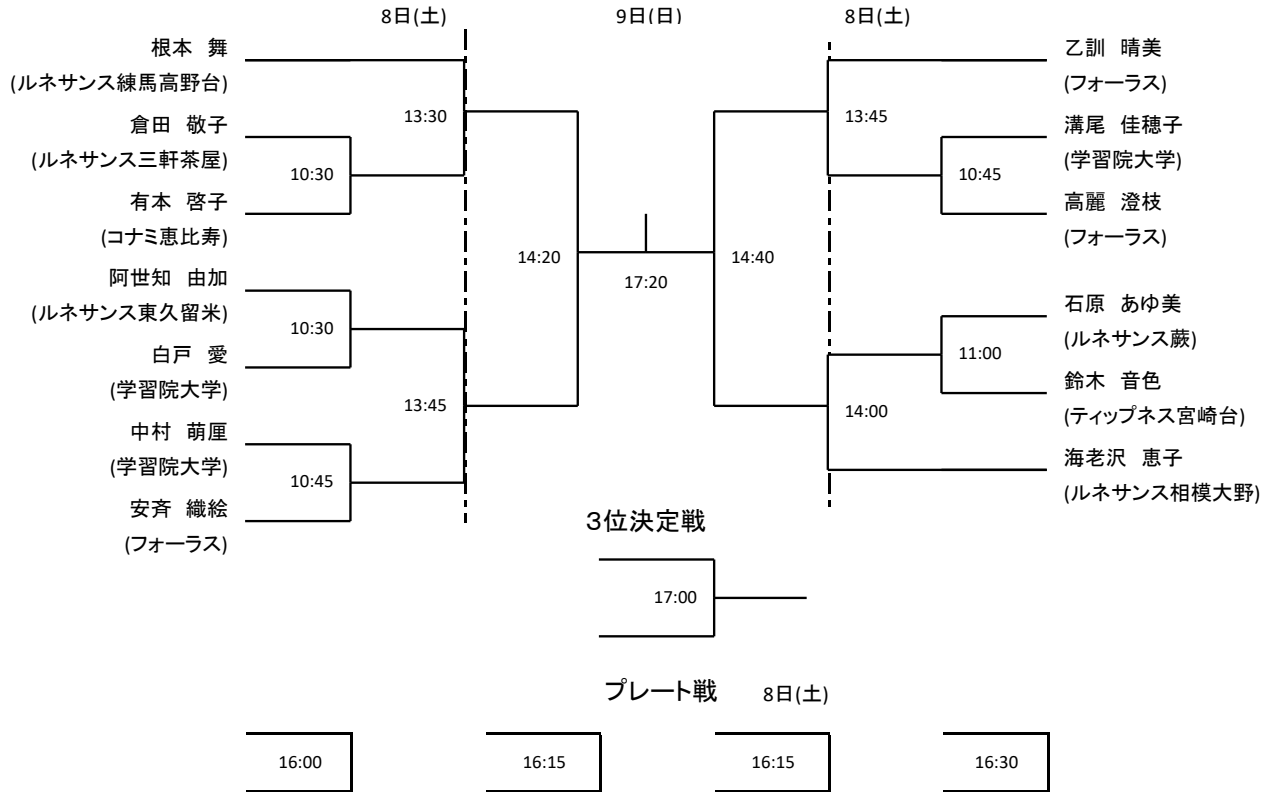 8日(土)
9日(日)
8日(土)
根本 舞
(ルネサンス練馬高野台)
13:30
倉田 敬子
(ルネサンス三軒茶屋)
10:30
有本 啓子
(コナミ恵比寿)
14:20
阿世知 由加
(ルネサンス東久留米)
10:30
白戸 愛
(学習院大学)
13:45
中村 萌厘
(学習院大学)
10:45
安斉 織絵
(フォーラス)
17:20
乙訓 晴美
(フォーラス)
13:45
溝尾 佳穂子
(学習院大学)
10:45
高麗 澄枝
(フォーラス)
14:40
石原 あゆ美
(ルネサンス蕨)
11:00
鈴木 音色
(ティップネス宮崎台)
14:00
海老沢 恵子
(ルネサンス相模大野)
3位決定戦
17:00
プレート戦 8日(土)
16:00
16:15
16:15
16:30